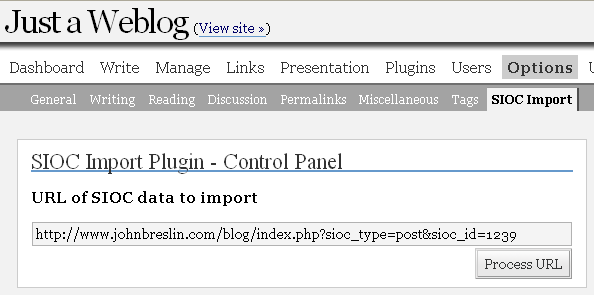 Just a Weblog (View site »)
Dashboard Write Manage Links Presentation Plugins Users Options
General Writing Reading Discussion Permalinks Miscellaneous Tags SIOC Import
SIOC Import Plugin - Control Panel
URL of SIOC data to import
http://www.johnbreslin.com/blog/index.php?sioc_type=post&sioc_id=1239
Process URL